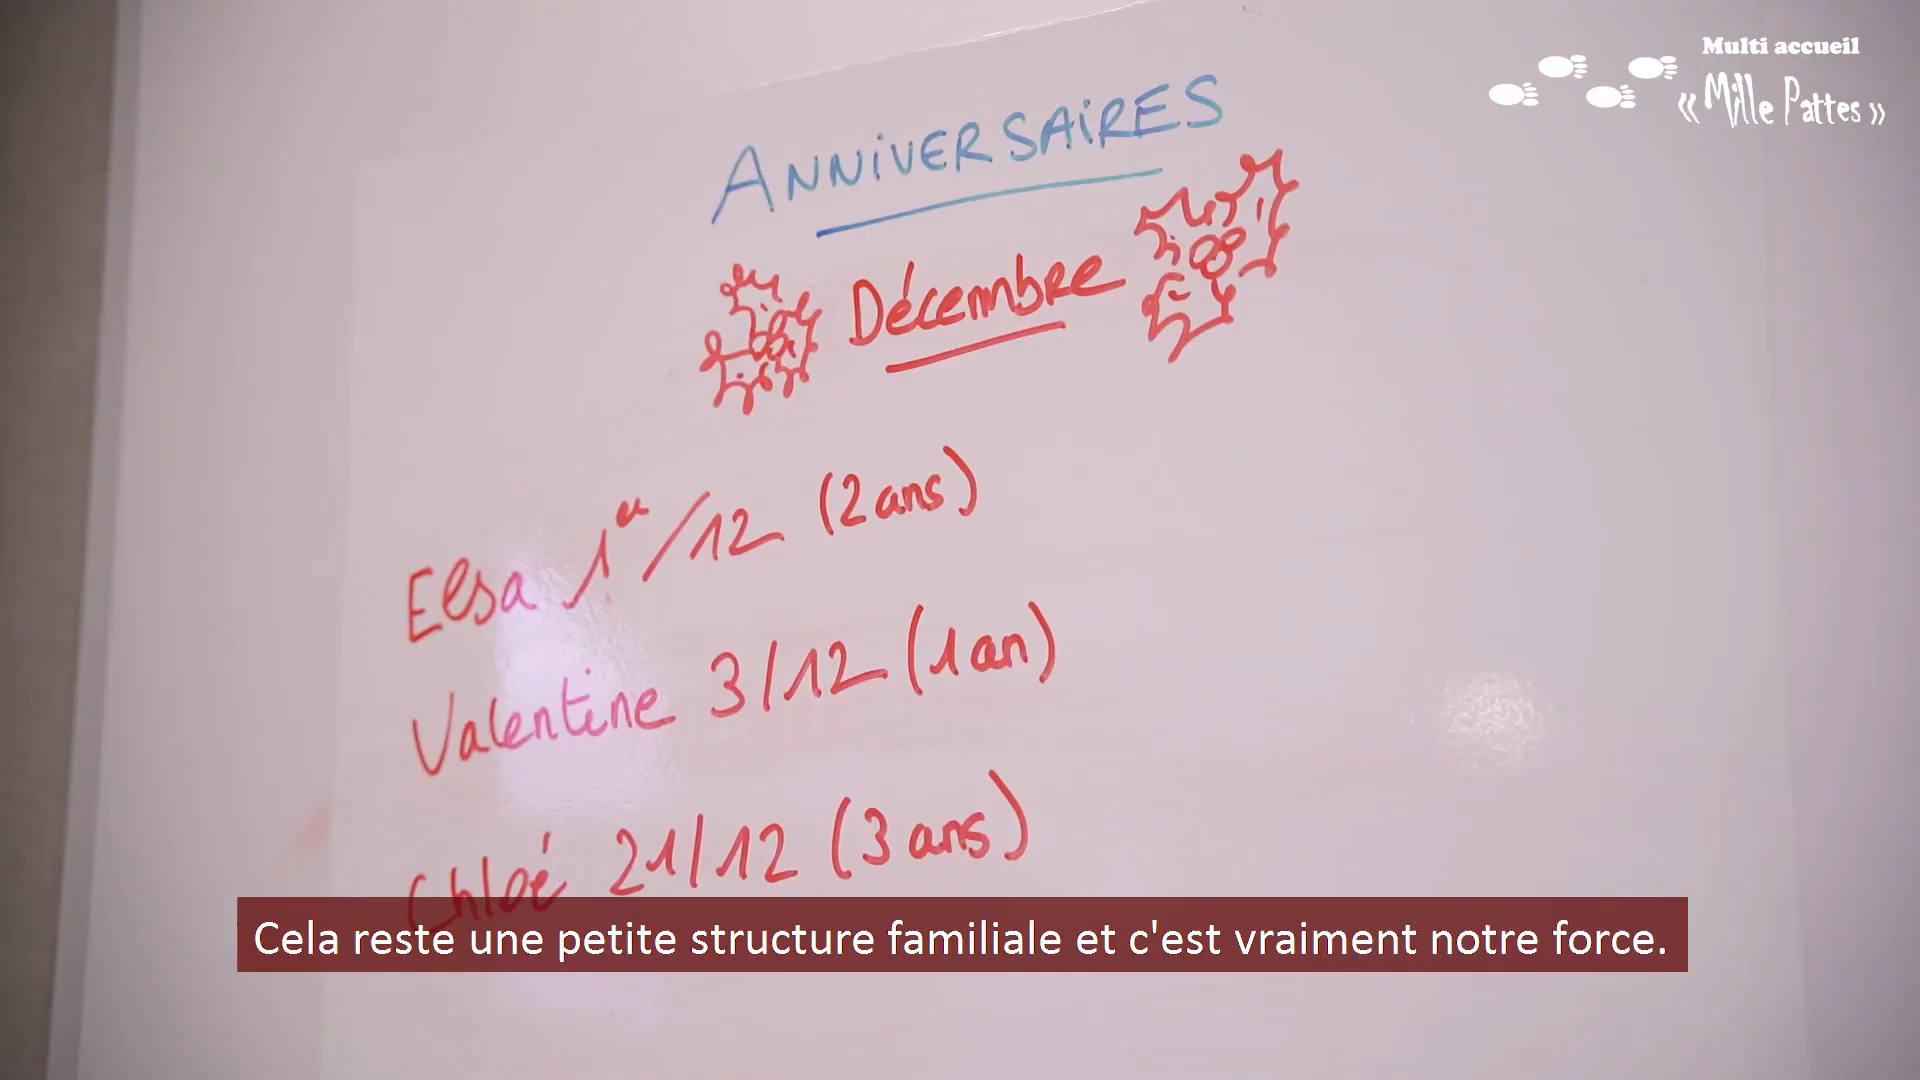 Multi accueil
« Mille Pattes »
ANNIVERSAIRES
Décembre
Elsa 1er/12 (2 ans)
Valentine 3/12 (1 an)
Chloé 21/12 (3 ans)
Cela reste une petite structure familiale et c'est vraiment notre force.